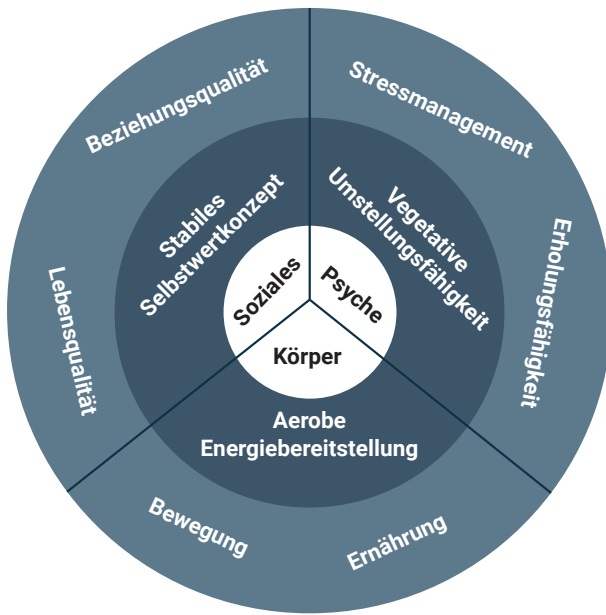 Beziehungsqualität
Stressmanagement
Stabiles
Selbstwertkonzept
Vegetative
Umstellungsfähigkeit
Erholungsfähigkeit
Lebensqualität
Soziales
Psyche
Körper
Aerobe
Energiebereitstellung
Bewegung
Ernährung